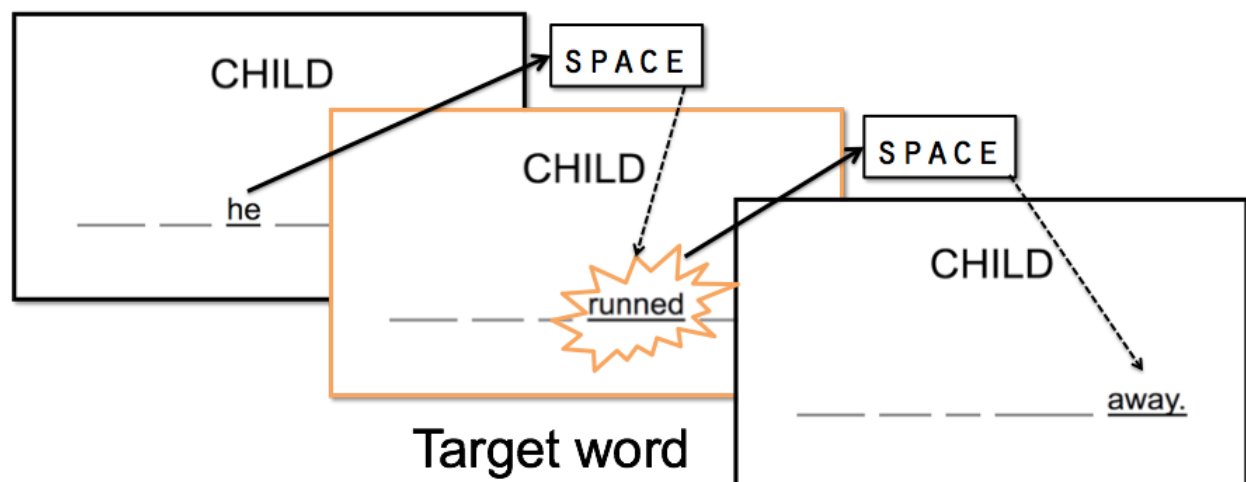 CHILD
he
SPACE
CHILD
runned
SPACE
CHILD
away.
Target word